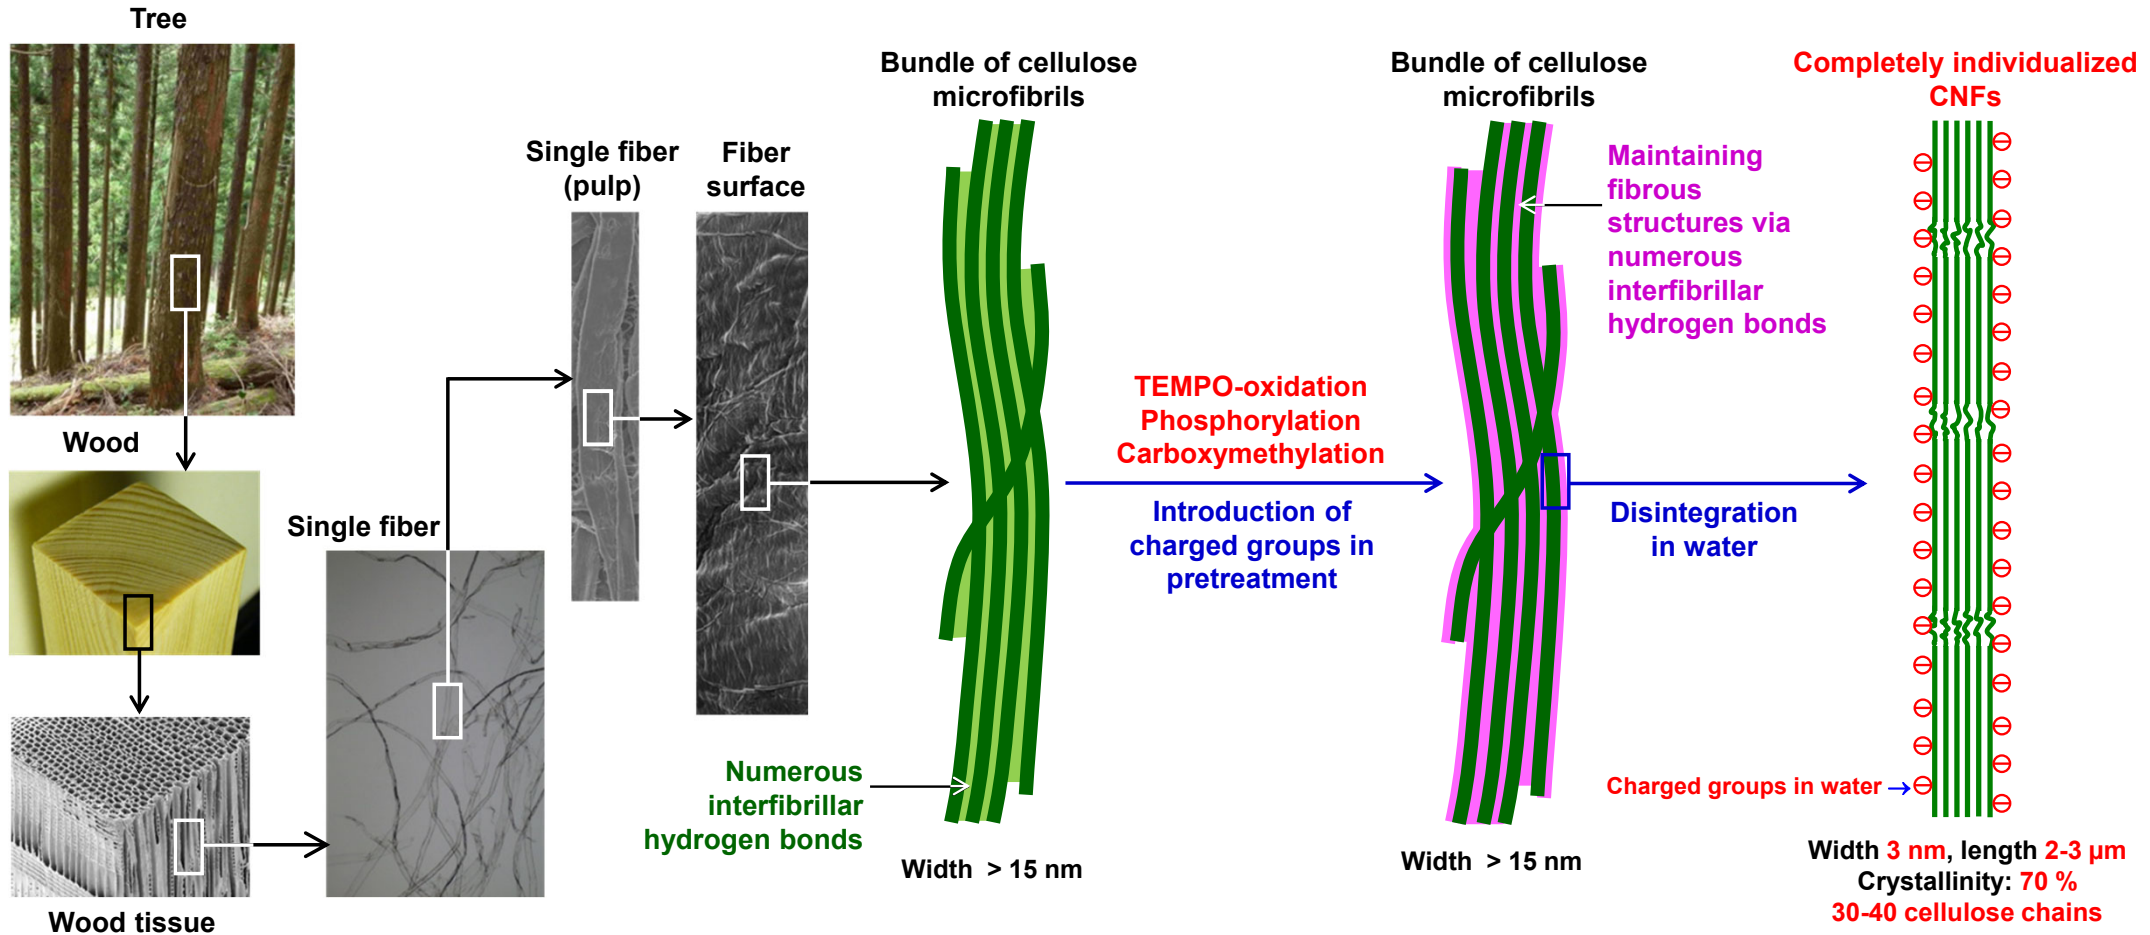 Tree
Wood
Wood tissue
Single fiber
Single fiber
(pulp)
Fiber
surface
Bundle of cellulose
microfibrils
Numerous
interfibrillar
hydrogen bonds
Width > 15 nm
TEMPO-oxidation
Phosphorylation
Carboxymethylation
Introduction of
charged groups in
pretreatment
Bundle of cellulose
microfibrils
Maintaining
fibrous
structures via
numerous
interfibrillar
hydrogen bonds
Width > 15 nm
Disintegration
in water
Completely individualized
CNFs
Charged groups in water
Width 3 nm, length 2-3 μm
Crystallinity: 70 %
30-40 cellulose chains